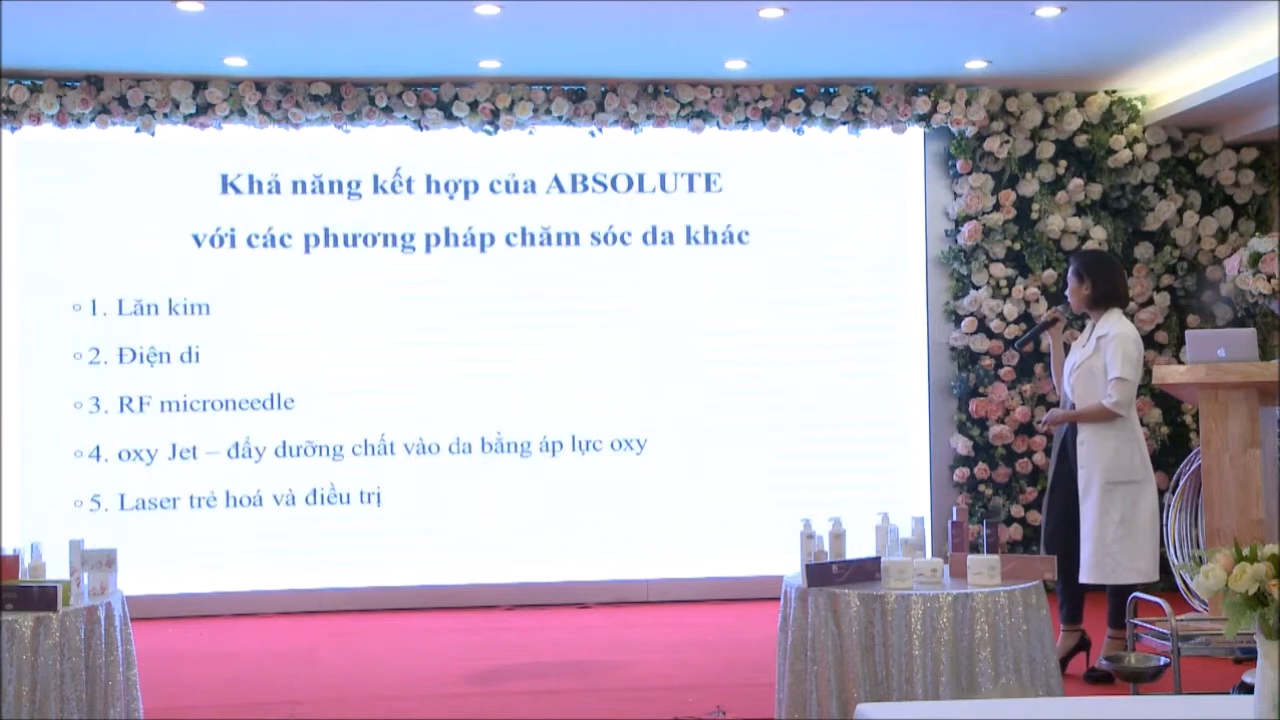 Khả năng kết hợp của ABSOLUTE
với các phương pháp chăm sóc da khác
1. Lăn kim
2. Điện di
3. RF microneedle
4. oxy Jet – đẩy dưỡng chất vào da bằng áp lực oxy
5. Laser trẻ hoá và điều trị